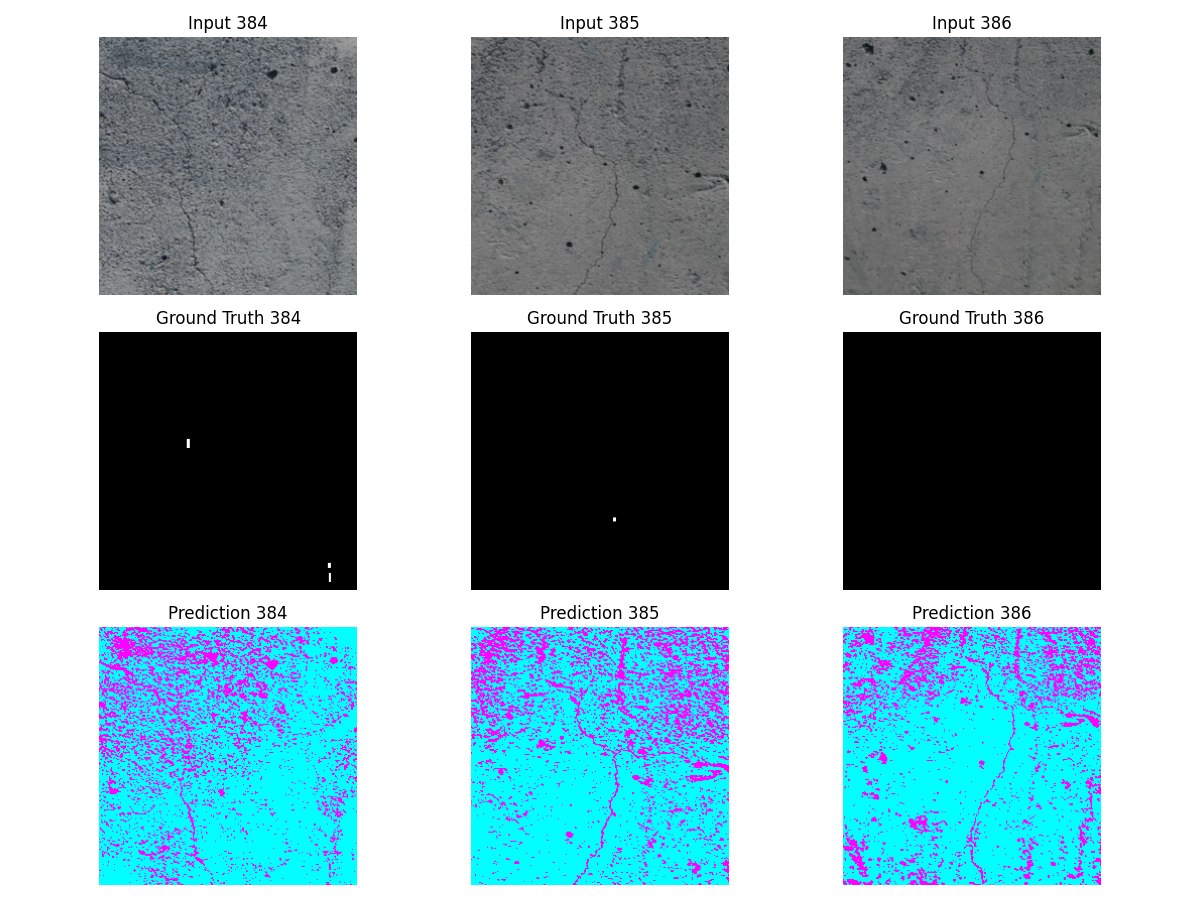 Input 384
Input 385
Input 386
Ground Truth 384
Ground Truth 385
Ground Truth 386
Prediction 384
Prediction 385
Prediction 386